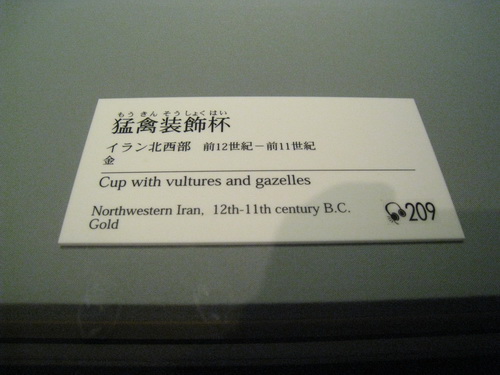 もうきんそうしょくはい
猛禽装飾杯
イラン北西部 前12世紀－前11世紀
金
Cup with vultures and gazelles
Northwestern Iran, 12th-11th century B.C.
Gold
209